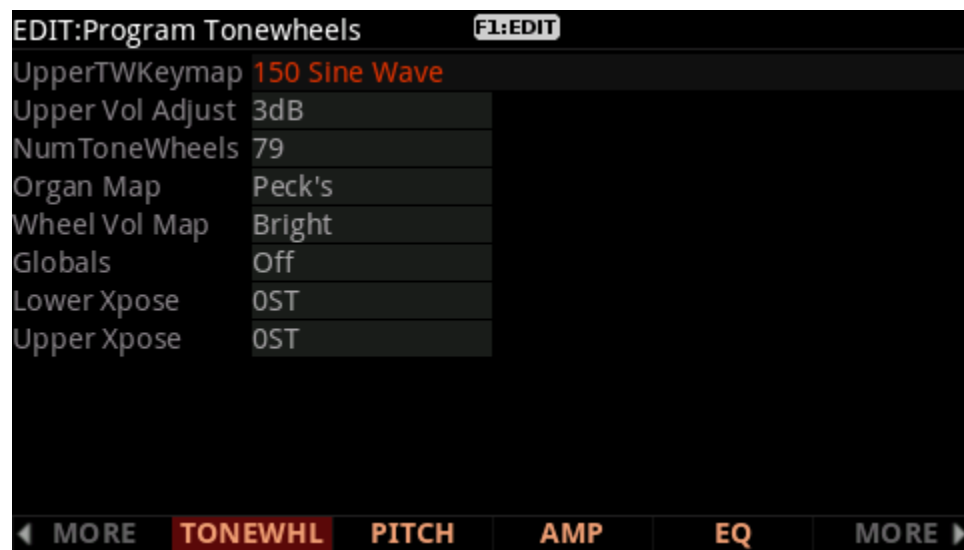 EDIT:Program Tonewheels F1:EDIT
UpperTWKeymap 150 Sine Wave
Upper Vol Adjust 3dB
NumToneWheels 79
Organ Map Peck's
Wheel Vol Map Bright
Globals Off
Lower Xpose 0ST
Upper Xpose 0ST
MORE TONEWHL PITCH AMP EQ MORE